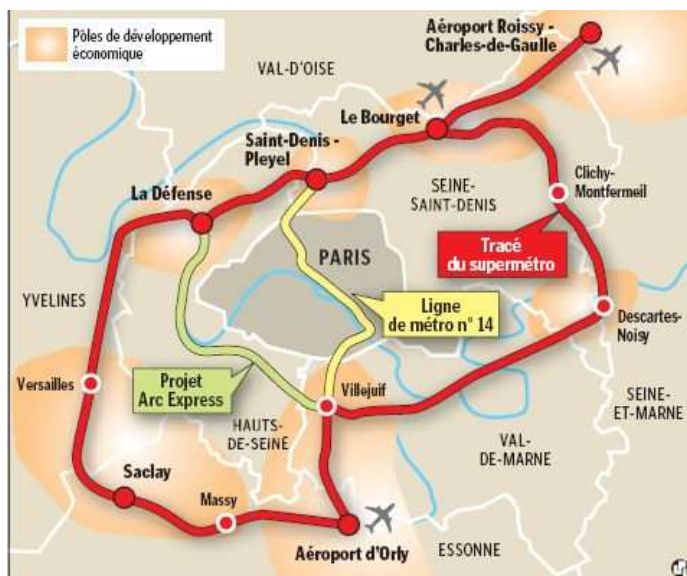 Pôles de développement
économique
Aéroport Roissy -
Charles-de-Gaulle
VAL-D'OISE
Le Bourget
Saint-Denis -
Pleyel
La Défense
SEINE-
SAINT-DENIS
Clichy-
Montfermeil
PARIS
Tracé
du supermétro
YVELINES
Ligne
de métro n° 14
Descartes-
Noisy
Projet
Arc Express
Versailles
Villejuif
HAUTS-
DE-SEINE
SEINE-
ET-MARNE
VAL-
DE-MARNE
Saclay
Massy
Aéroport d'Orly
ESSONNE